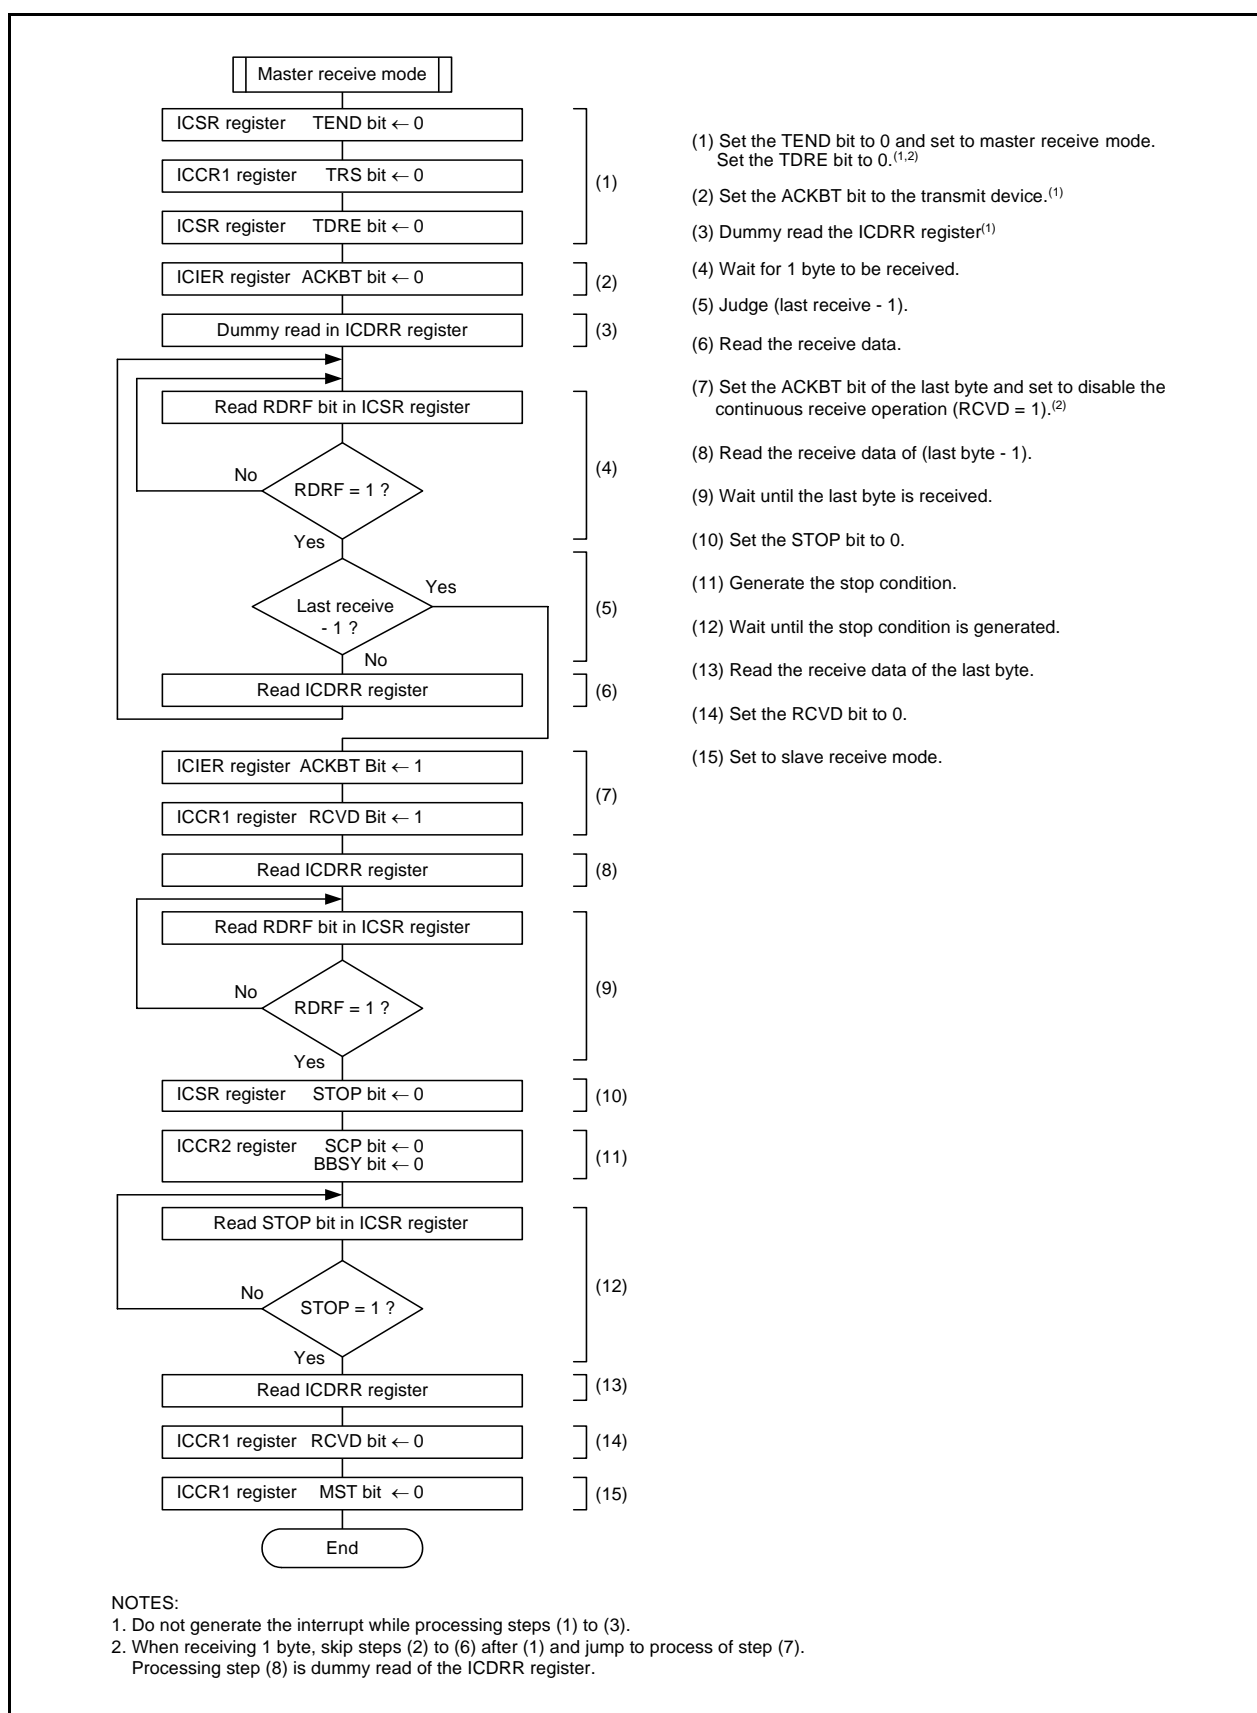 Master receive mode
ICSR register TEND bit ← 0
ICCR1 register TRS bit ← 0
ICSR register TDRE bit ← 0
(1)
ICIER register ACKBT bit ← 0
(2)
Dummy read in ICDRR register
(3)
Read RDRF bit in ICSR register
RDRF = 1 ?
No
Yes
(4)
Last receive
- 1 ?
Yes
No
(5)
Read ICDRR register
(6)
ICIER register ACKBT Bit ← 1
ICCR1 register RCVD Bit ← 1
(7)
Read ICDRR register
(8)
Read RDRF bit in ICSR register
No
RDRF = 1 ?
Yes
(9)
ICSR register STOP bit ← 0
(10)
ICCR2 register SCP bit ← 0
BBSY bit ← 0
(11)
Read STOP bit in ICSR register
No
STOP = 1 ?
Yes
(12)
Read ICDRR register
(13)
ICCR1 register RCVD bit ← 0
(14)
ICCR1 register MST bit ← 0
(15)
End
(1) Set the TEND bit to 0 and set to master receive mode.
Set the TDRE bit to 0.(1,2)
(2) Set the ACKBT bit to the transmit device.(1)
(3) Dummy read the ICDRR register(1)
(4) Wait for 1 byte to be received.
(5) Judge (last receive - 1).
(6) Read the receive data.
(7) Set the ACKBT bit of the last byte and set to disable the
continuous receive operation (RCVD = 1).(2)
(8) Read the receive data of (last byte - 1).
(9) Wait until the last byte is received.
(10) Set the STOP bit to 0.
(11) Generate the stop condition.
(12) Wait until the stop condition is generated.
(13) Read the receive data of the last byte.
(14) Set the RCVD bit to 0.
(15) Set to slave receive mode.
NOTES:
1. Do not generate the interrupt while processing steps (1) to (3).
2. When receiving 1 byte, skip steps (2) to (6) after (1) and jump to process of step (7).
Processing step (8) is dummy read of the ICDRR register.